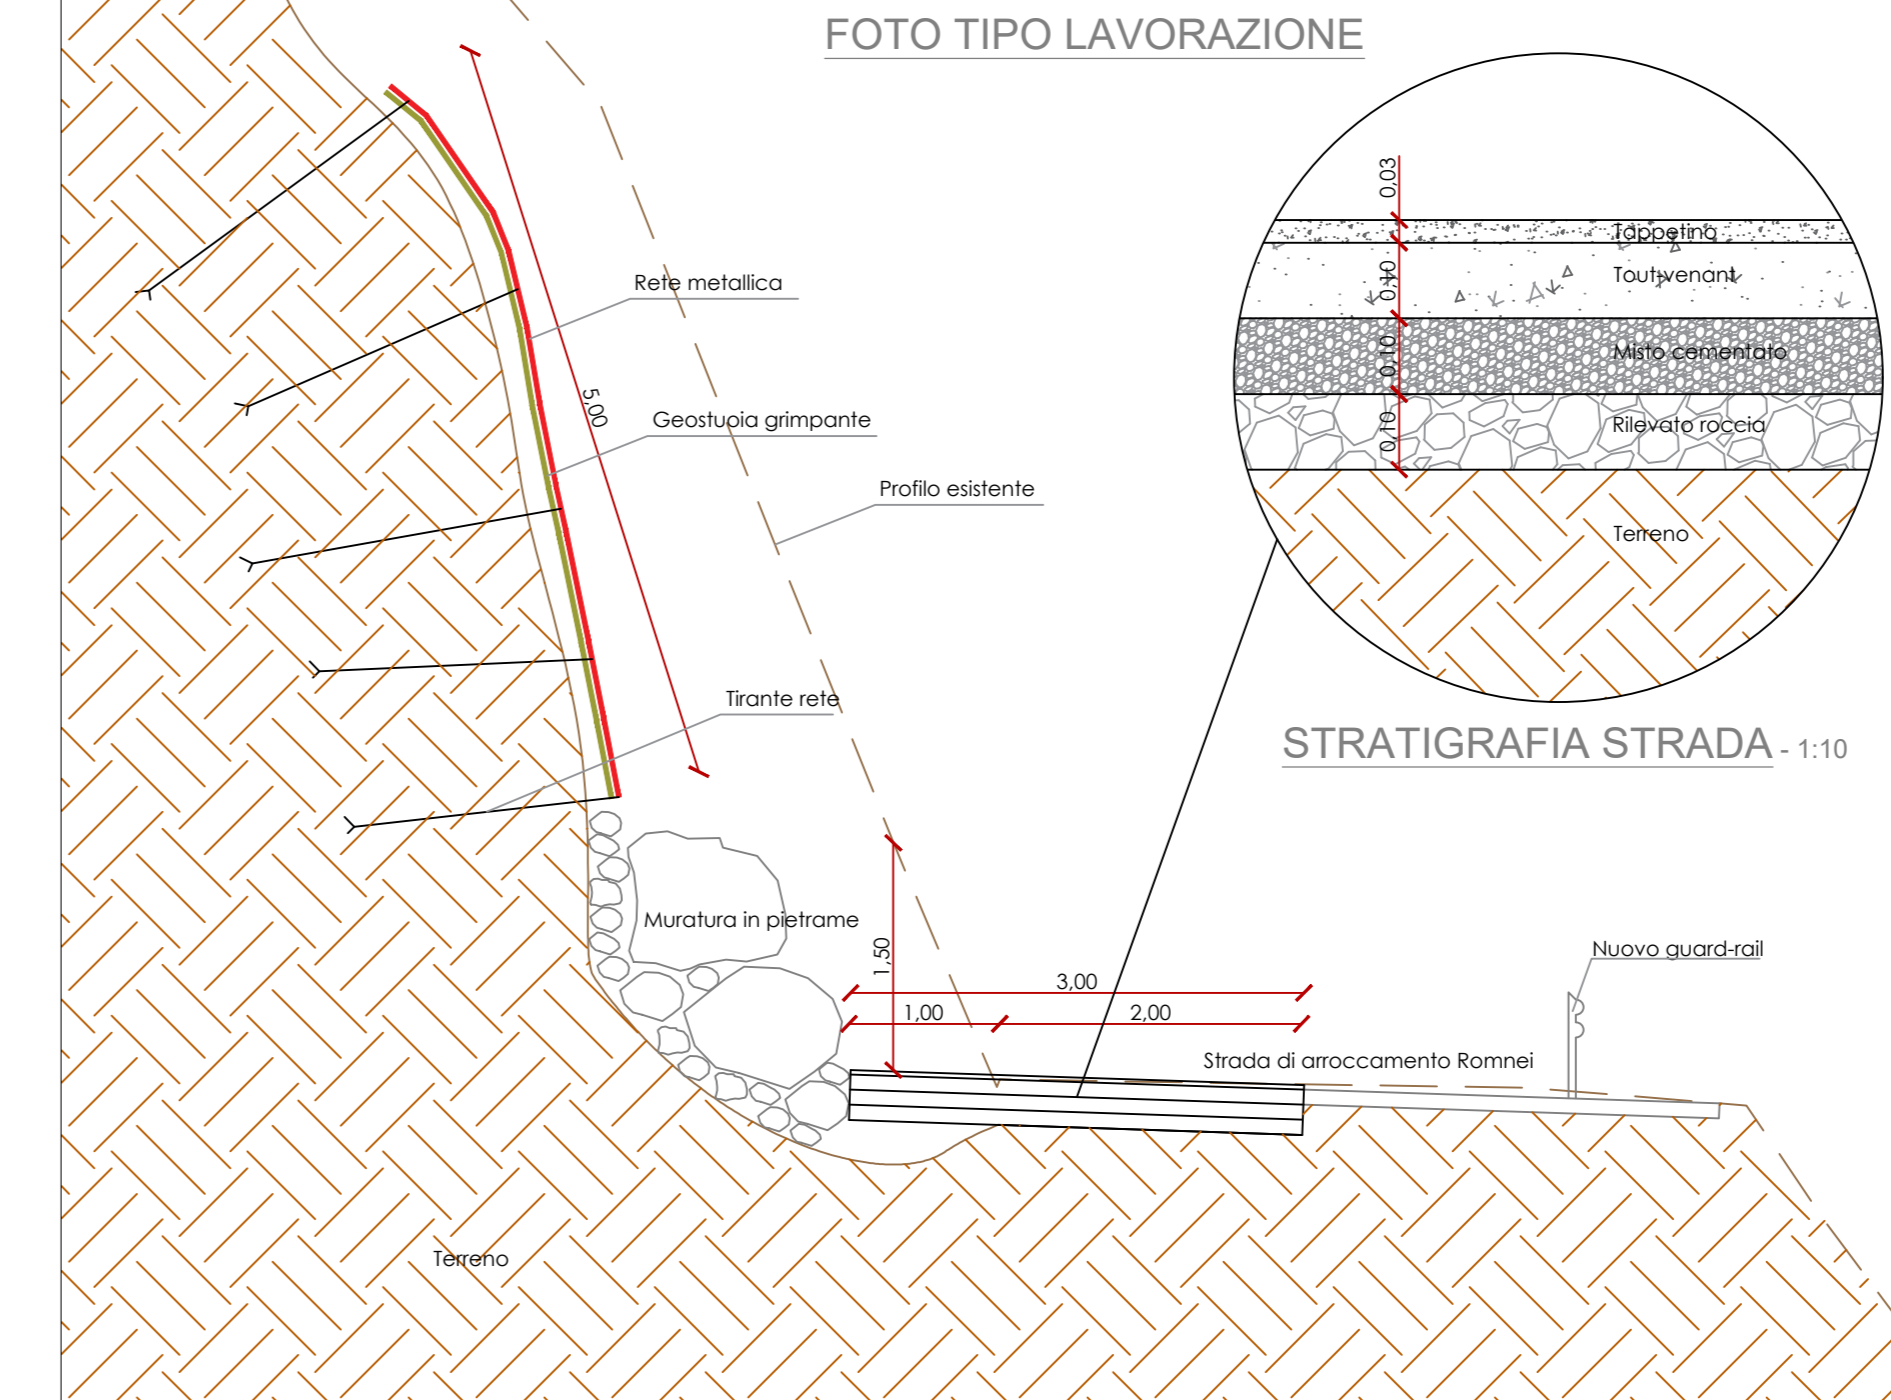 FOTO TIPO LAVORAZIONE
0,03
Tappetino
0,10
Tout-venant
0,10
Misto cementato
0,10
Rilevato roccia
Terreno
STRATIGRAFIA STRADA - 1:10
Rete metallica
5,00
Geostuoia grimpante
Profilo esistente
Tirante rete
Muratura in pietrame
1,50
3,00
1,00
2,00
Nuovo guard-rail
Strada di arroccamento Romnei
Terreno